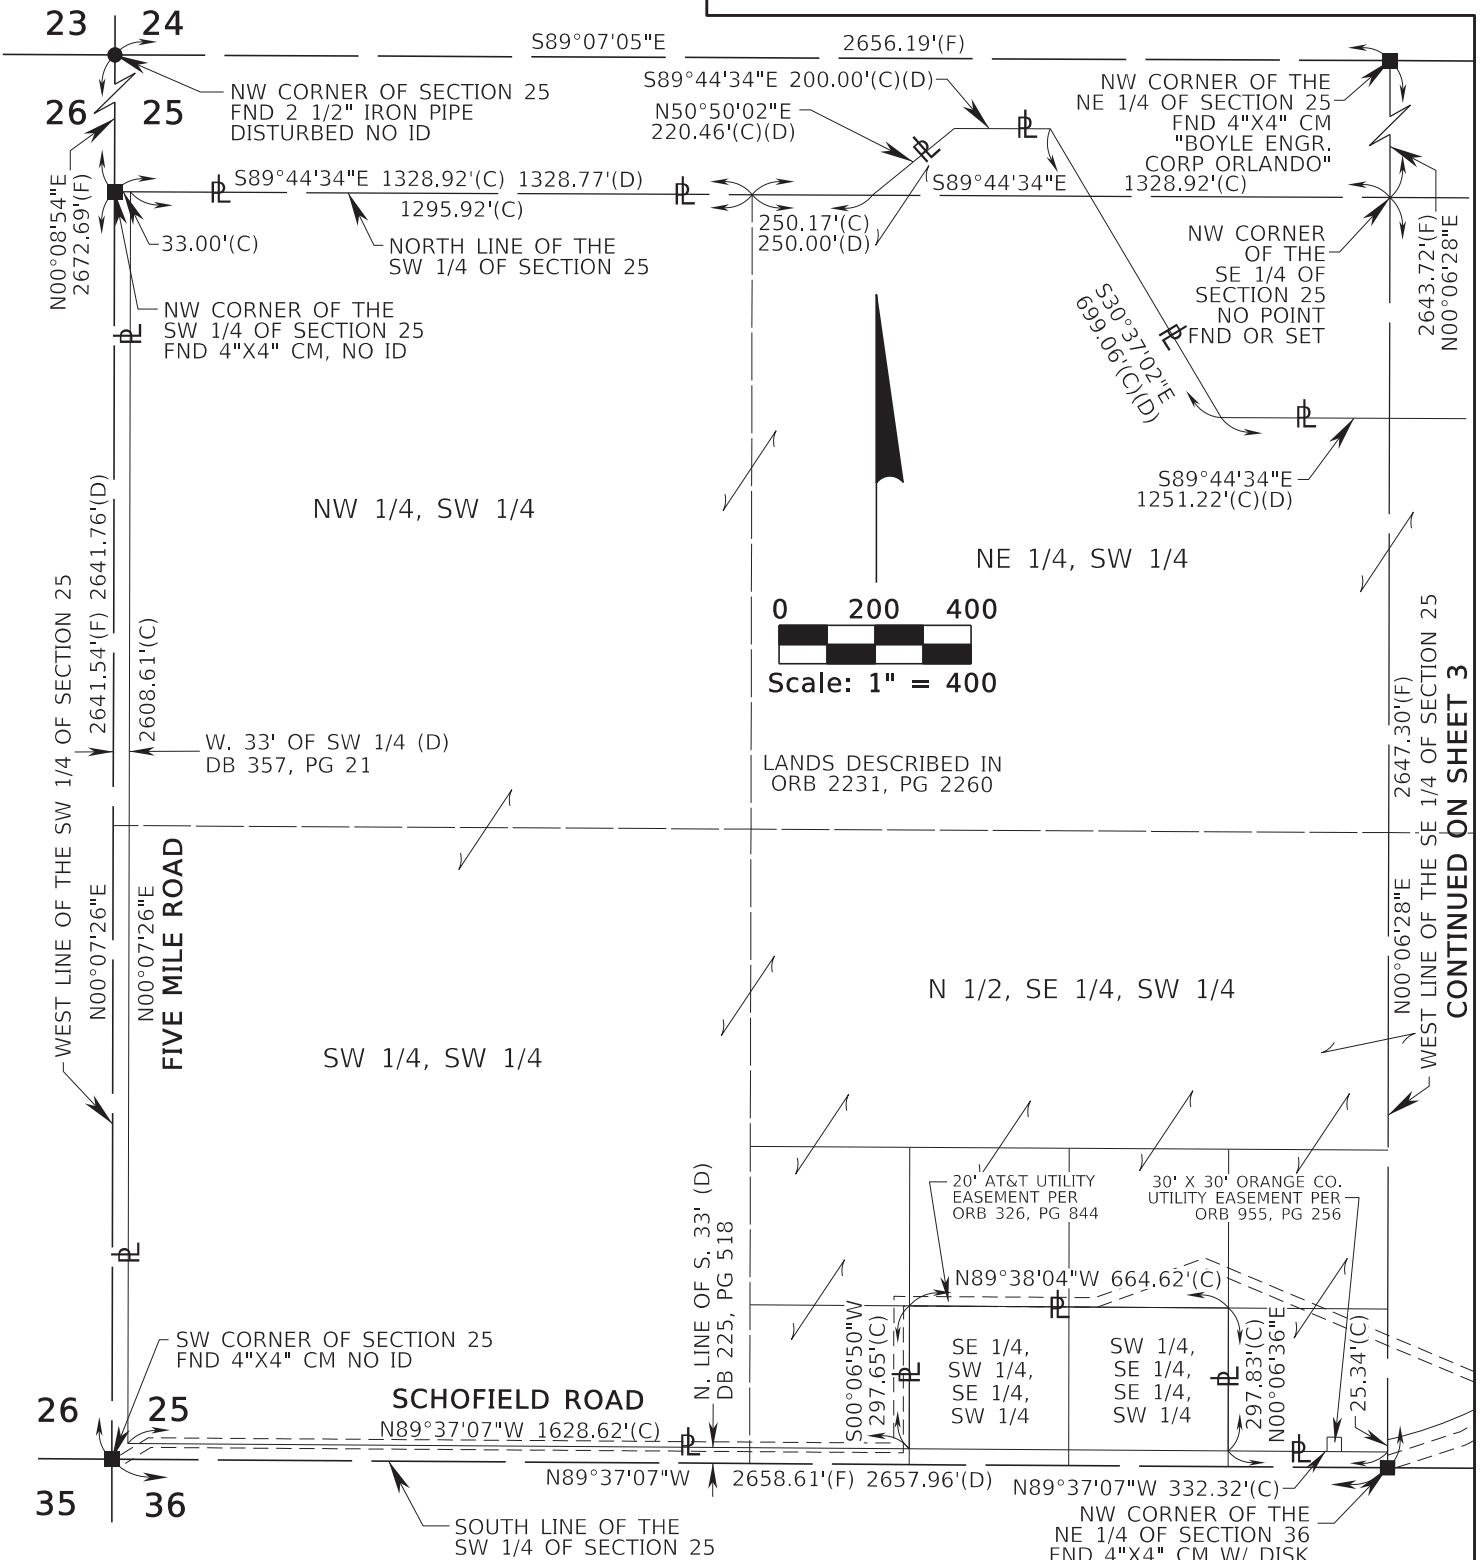 23 24
S89°07'05"E 2656.19'(F)
S89°44'34"E 200.00'(C)(D)
N50°50'02"E
220.46'(C)(D)
NW CORNER OF THE
NE 1/4 OF SECTION 25
FND 4"X4" CM
"BOYLE ENGR.
CORP ORLANDO"
NW CORNER OF SECTION 25
FND 2 1/2" IRON PIPE
DISTURBED NO ID
26 25
N00°08'54"E
2672.69'(F)
S89°44'34"E 1328.92'(C) 1328.77'(D)
1295.92'(C)
S89°44'34"E 1328.92'(C)
33.00'(C)
NORTH LINE OF THE
SW 1/4 OF SECTION 25
250.17'(C)
250.00'(D)
NW CORNER
OF THE
SE 1/4 OF
SECTION 25
NO POINT
FND OR SET
2643.72'(F)
N00°06'28"E
NW CORNER OF THE
SW 1/4 OF SECTION 25
FND 4"X4" CM, NO ID
S30°37'02"E
699.06'(C)(D)
S89°44'34"E
1251.22'(C)(D)
NW 1/4, SW 1/4
NE 1/4, SW 1/4
0 200 400
Scale: 1" = 400
WEST LINE OF THE SW 1/4 OF SECTION 25
2641.54'(F) 2641.76'(D)
2608.61'(C)
W. 33' OF SW 1/4 (D)
DB 357, PG 21
LANDS DESCRIBED IN
ORB 2231, PG 2260
2647.30'(F)
WEST LINE OF THE SE 1/4 OF SECTION 25
CONTINUED ON SHEET 3
N00°07'26"E
N00°07'26"E
FIVE MILE ROAD
N00°06'28"E
N 1/2, SE 1/4, SW 1/4
SW 1/4, SW 1/4
N. LINE OF S. 33' (D)
DB 225, PG 518
20' AT&T UTILITY
EASEMENT PER
ORB 326, PG 844
30' X 30' ORANGE CO.
UTILITY EASEMENT PER
ORB 955, PG 256
N89°38'04"W 664.62'(C)
S00°06'50"W
297.65'(C)
SE 1/4,
SW 1/4,
SE 1/4,
SW 1/4
SW 1/4,
SE 1/4,
SE 1/4,
SW 1/4
297.83'(C)
N00°06'36"E
25.34'(C)
SW CORNER OF SECTION 25
FND 4"X4" CM NO ID
26 25
SCHOFIELD ROAD
N89°37'07"W 1628.62'(C)
N89°37'07"W 2658.61'(F) 2657.96'(D)
N89°37'07"W 332.32'(C)
35 36
SOUTH LINE OF THE
SW 1/4 OF SECTION 25
NW CORNER OF THE
NE 1/4 OF SECTION 36
FND 4"X4" CM W/ DISK